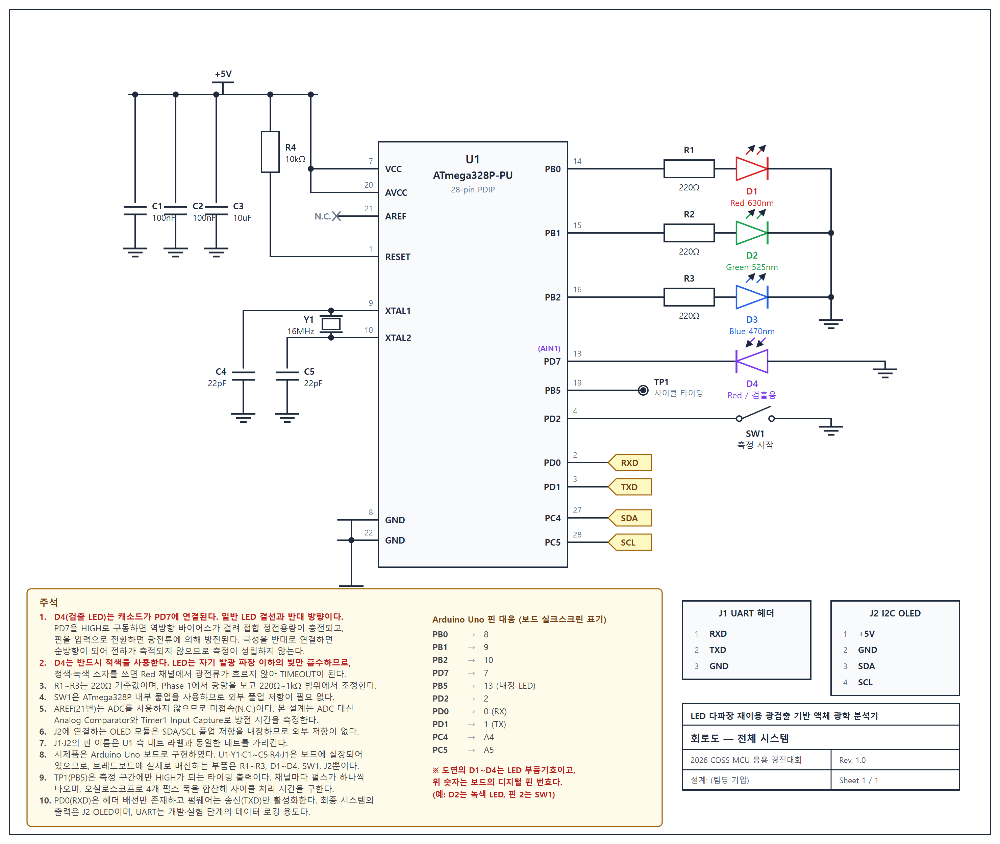 +5V
R4
10kΩ
C1
100nF
C2
100nF
C3
10uF
7
VCC
20
AVCC
N.C.
21
AREF
1
RESET
9
XTAL1
Y1
16MHz
10
XTAL2
C4
22pF
C5
22pF
8
GND
22
GND
U1
ATmega328P-PU
28-pin PDIP
PB0
14
R1
220Ω
D1
Red 630nm
PB1
15
R2
220Ω
D2
Green 525nm
PB2
16
R3
220Ω
D3
Blue 470nm
(AIN1)
PD7
13
D4
Red / 검출용
PB5
19
TP1
사이클 타이밍
PD2
4
SW1
측정 시작
PD0
2
RXD
PD1
3
TXD
PC4
27
SDA
PC5
28
SCL
주석
1. D4(검출 LED)는 캐소드가 PD7에 연결된다. 일반 LED 결선과 반대 방향이다.
PD7을 HIGH로 구동하면 역방향 바이어스가 걸려 접합 정전용량이 충전되고,
핀을 입력으로 전환하면 광전류에 의해 방전된다. 극성을 반대로 연결하면
순방향이 되어 전하가 축적되지 않으므로 측정이 성립하지 않는다.
2. D4는 반드시 적색을 사용한다. LED는 자기 발광 파장 이하의 빛만 흡수하므로,
청색·녹색 소자를 쓰면 Red 채널에서 광전류가 흐르지 않아 TIMEOUT이 된다.
3. R1~R3는 220Ω 기준값이며, Phase 1에서 광량을 보고 220Ω~1kΩ 범위에서 조정한다.
4. SW1은 ATmega328P 내부 풀업을 사용하므로 외부 풀업 저항이 필요 없다.
5. AREF(21번)는 ADC를 사용하지 않으므로 미접속(N.C.)이다. 본 설계는 ADC 대신
Analog Comparator와 Timer1 Input Capture로 방전 시간을 측정한다.
6. J2에 연결하는 OLED 모듈은 SDA/SCL 풀업 저항을 내장하므로 외부 저항이 없다.
7. J1·J2의 핀 이름은 U1 측 네트 라벨과 동일한 네트를 가리킨다.
8. 시제품은 Arduino Uno 보드로 구현하였다. U1·Y1·C1~C5·R4·J1은 보드에 실장되어
있으므로, 브레드보드에 실제로 배선하는 부품은 R1~R3, D1~D4, SW1, J2뿐이다.
9. TP1(PB5)은 측정 구간에만 HIGH가 되는 타이밍 출력이다. 채널마다 펄스가 하나씩
나오며, 오실로스코프로 4개 펄스 폭을 합산해 사이클 처리 시간을 구한다.
10. PD0(RXD)은 헤더 배선만 존재하고 펌웨어는 송신(TXD)만 활성화한다. 최종 시스템의
출력은 J2 OLED이며, UART는 개발·실험 단계의 데이터 로깅 용도다.
Arduino Uno 핀 대응 (보드 실크스크린 표기)
PB0 → 8
PB1 → 9
PB2 → 10
PD7 → 7
PB5 → 13 (내장 LED)
PD2 → 2
PD0 → 0 (RX)
PD1 → 1 (TX)
PC4 → A4
PC5 → A5
※ 도면의 D1~D4는 LED 부품기호이고,
위 숫자는 보드의 디지털 핀 번호다.
(예: D2는 녹색 LED, 핀 2는 SW1)
J1 UART 헤더
1 RXD
2 TXD
3 GND
J2 I2C OLED
1 +5V
2 GND
3 SDA
4 SCL
LED 다파장 재이용 광검출 기반 액체 광학 분석기
회로도 — 전체 시스템
2026 COSS MCU 응용 경진대회
Rev. 1.0
설계: (팀명 기입)
Sheet 1 / 1